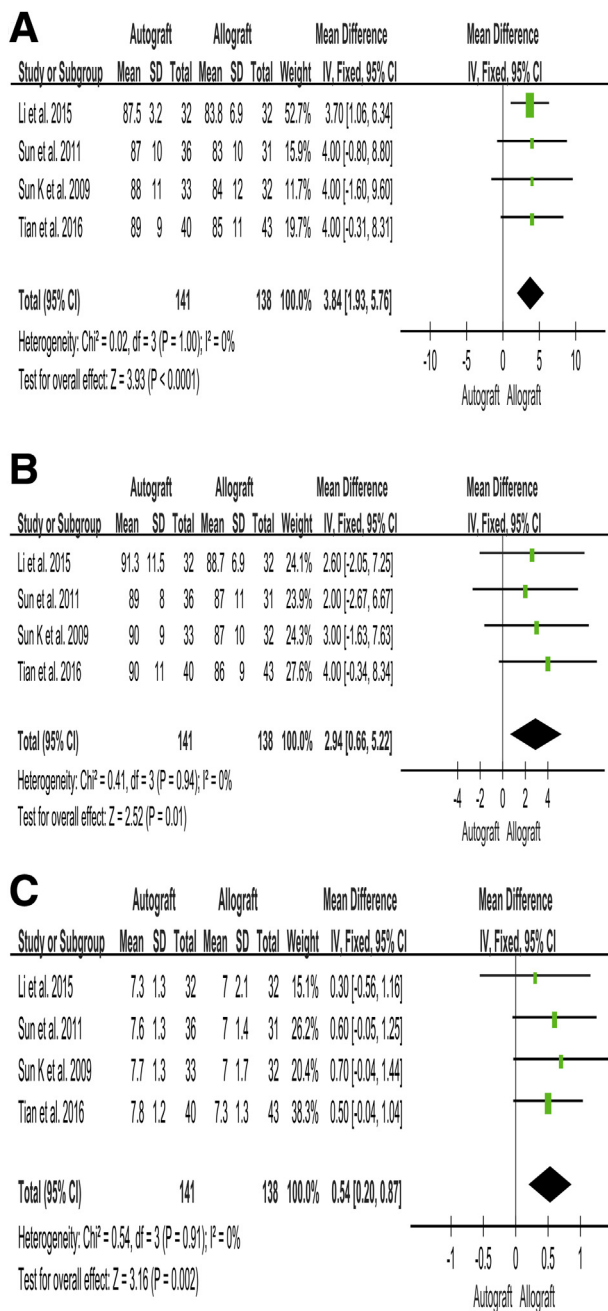 A
Autograft Allograft Mean Difference Mean Difference
Study or Subgroup Mean SD Total Mean SD Total Weight IV, Fixed, 95% CI IV, Fixed, 95% CI
Li et al. 2015 87.5 3.2 32 83.8 6.9 32 52.7% 3.70 [1.06, 6.34]
Sun et al. 2011 87 10 36 83 10 31 15.9% 4.00 [-0.80, 8.80]
Sun K et al. 2009 88 11 33 84 12 32 11.7% 4.00 [-1.60, 9.60]
Tian et al. 2016 89 9 40 85 11 43 19.7% 4.00 [-0.31, 8.31]
Total (95% CI) 141 138 100.0% 3.84 [1.93, 5.76]
Heterogeneity: Chi² = 0.02, df = 3 (P = 1.00); I² = 0%
Test for overall effect: Z = 3.93 (P < 0.0001)
-10 -5 0 5 10
Autograft Allograft
B
Autograft Allograft Mean Difference Mean Difference
Study or Subgroup Mean SD Total Mean SD Total Weight IV, Fixed, 95% CI IV, Fixed, 95% CI
Li et al. 2015 91.3 11.5 32 88.7 6.9 32 24.1% 2.60 [-2.05, 7.25]
Sun et al. 2011 89 8 36 87 11 31 23.9% 2.00 [-2.67, 6.67]
Sun K et al. 2009 90 9 33 87 10 32 24.3% 3.00 [-1.63, 7.63]
Tian et al. 2016 90 11 40 86 9 43 27.6% 4.00 [-0.34, 8.34]
Total (95% CI) 141 138 100.0% 2.94 [0.66, 5.22]
Heterogeneity: Chi² = 0.41, df = 3 (P = 0.94); I² = 0%
Test for overall effect: Z = 2.52 (P = 0.01)
-4 -2 0 2 4
Autograft Allograft
C
Autograft Allograft Mean Difference Mean Difference
Study or Subgroup Mean SD Total Mean SD Total Weight IV, Fixed, 95% CI IV, Fixed, 95% CI
Li et al. 2015 7.3 1.3 32 7 2.1 32 15.1% 0.30 [-0.56, 1.16]
Sun et al. 2011 7.6 1.3 36 7 1.4 31 26.2% 0.60 [-0.05, 1.25]
Sun K et al. 2009 7.7 1.3 33 7 1.7 32 20.4% 0.70 [-0.04, 1.44]
Tian et al. 2016 7.8 1.2 40 7.3 1.3 43 38.3% 0.50 [-0.04, 1.04]
Total (95% CI) 141 138 100.0% 0.54 [0.20, 0.87]
Heterogeneity: Chi² = 0.54, df = 3 (P = 0.91); I² = 0%
Test for overall effect: Z = 3.16 (P = 0.002)
-1 -0.5 0 0.5 1
Autograft Allograft